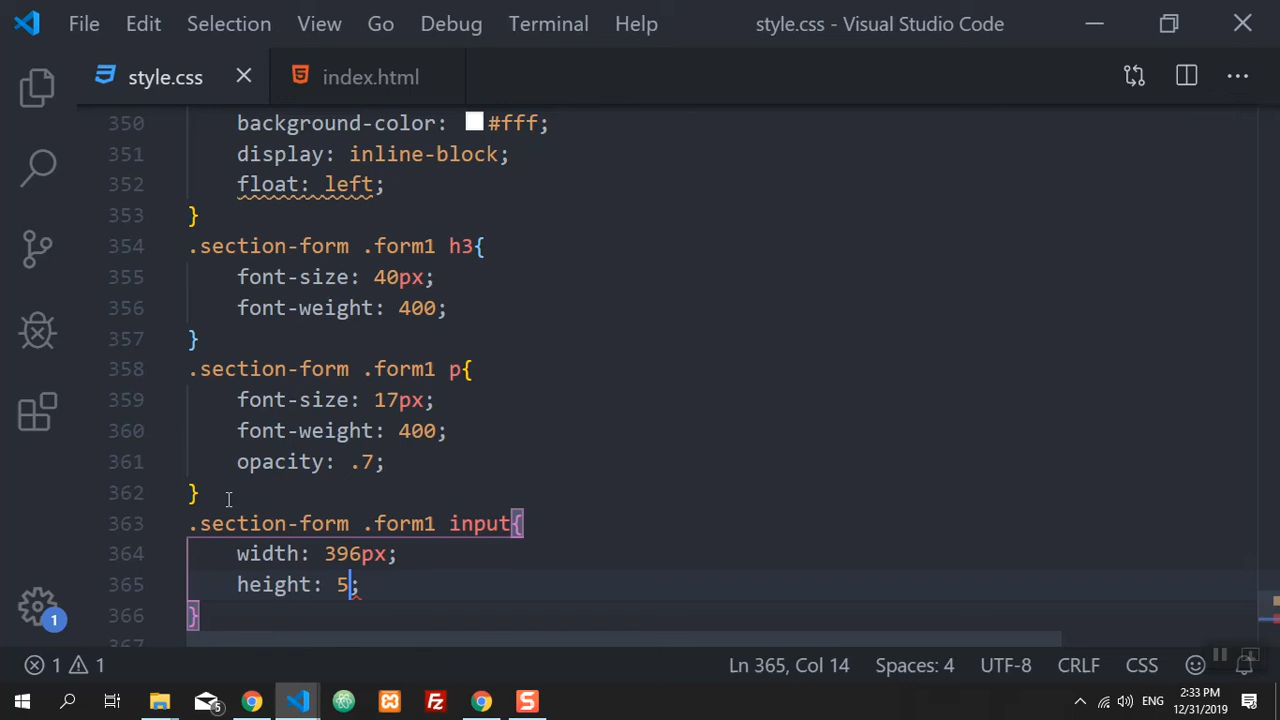 File Edit Selection View Go Debug Terminal Help style.css - Visual Studio Code
style.css index.html
350 background-color: #fff;
351 display: inline-block;
352 float: left;
353 }
354 .section-form .form1 h3{
355 font-size: 40px;
356 font-weight: 400;
357 }
358 .section-form .form1 p{
359 font-size: 17px;
360 font-weight: 400;
361 opacity: .7;
362 }
363 .section-form .form1 input{
364 width: 396px;
365 height: 5;
366 }
367
1 1 Ln 365, Col 14 Spaces: 4 UTF-8 CRLF CSS
1
5 ENG 2:33 PM
12/31/2019